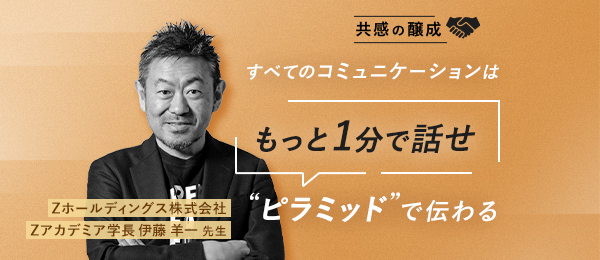 共感の醸成
すべてのコミュニケーションは
もっと1分で話せ
“ピラミッド”で伝わる
Zホールディングス株式会社
Zアカデミア学長 伊藤 羊一 先生